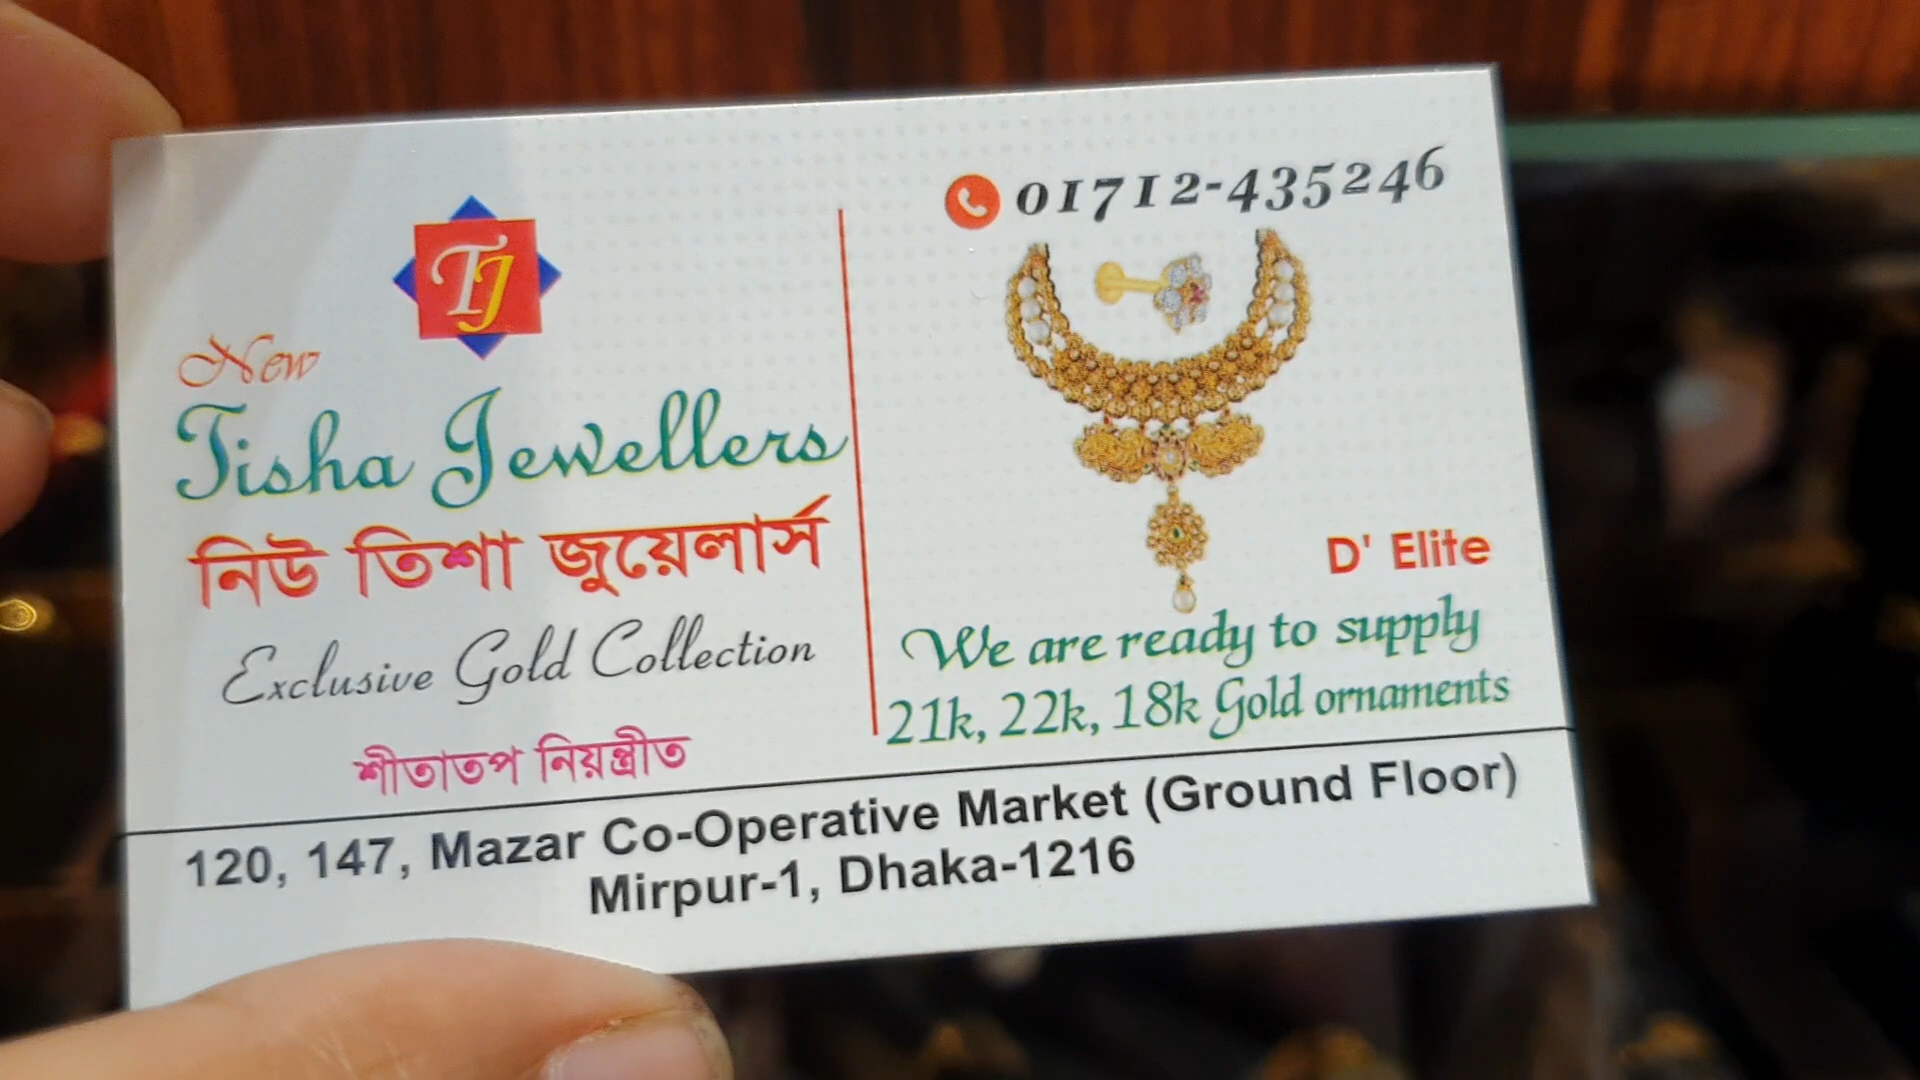 TJ
New
Tisha Jewellers
নিউ তিশা জুয়েলার্স
Exclusive Gold Collection
শীতাতপ নিয়ন্ত্রীত
01712-435246
D' Elite
We are ready to supply
21k, 22k, 18k Gold ornaments
120, 147, Mazar Co-Operative Market (Ground Floor)
Mirpur-1, Dhaka-1216